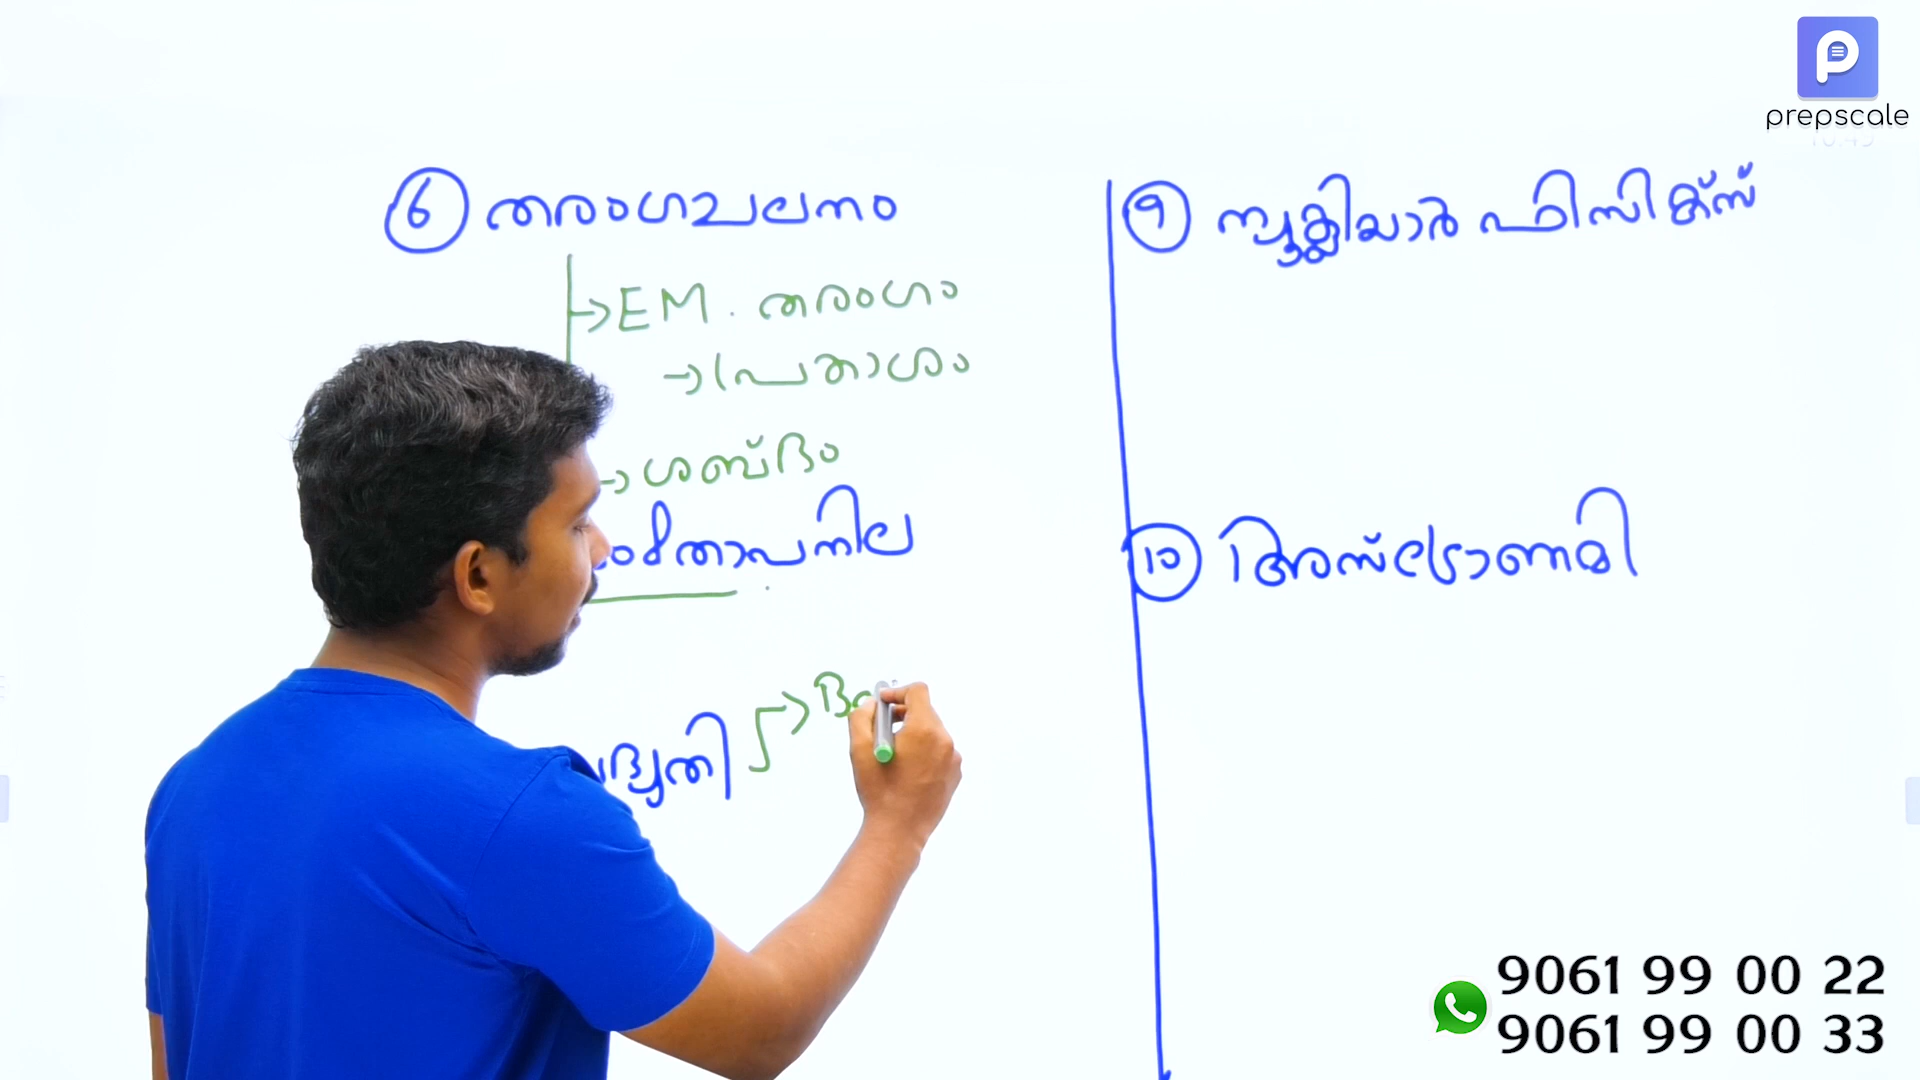 prepscale
6 തരംഗചലനം
→ EM. തരംഗം
→ പ്രകാശം
→ ശബ്ദം
താപനില
9 ന്യൂക്ലിയാർ ഫിസിക്സ്
10 അസ്ട്രോണമി
9061 99 00 22
9061 99 00 33